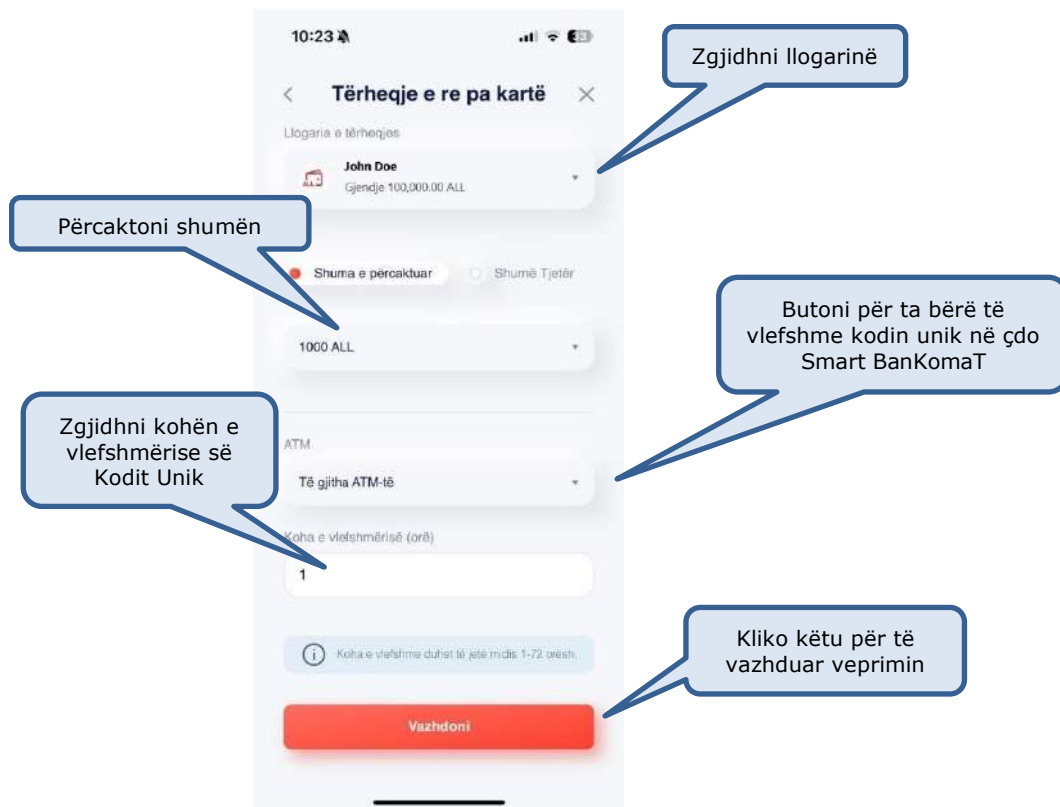 10:23
33
Zgjidhni llogarinë
Tërheqje e re pa kartë
Llogaria e tërheqjes
John Doe
Gjendje 100,000.00 ALL
ALL
Përcaktoni shumën
Shuma e përcaktuar
Shumë Tjetër
1000 ALL
Butoni për ta bërë të
vlefshme kodin unik në çdo
Smart BanKomaT
Zgjidhni kohën e
vlefshmërise së
Kodit Unik
ATM
Të gjitha ATM-të
Koha e vlefshmërisë (orë)
1
Koha e vlefshme duhet të jetë midis 1-72 orësh.
Kliko këtu për të
vazhduar veprimin
Vazhdoni